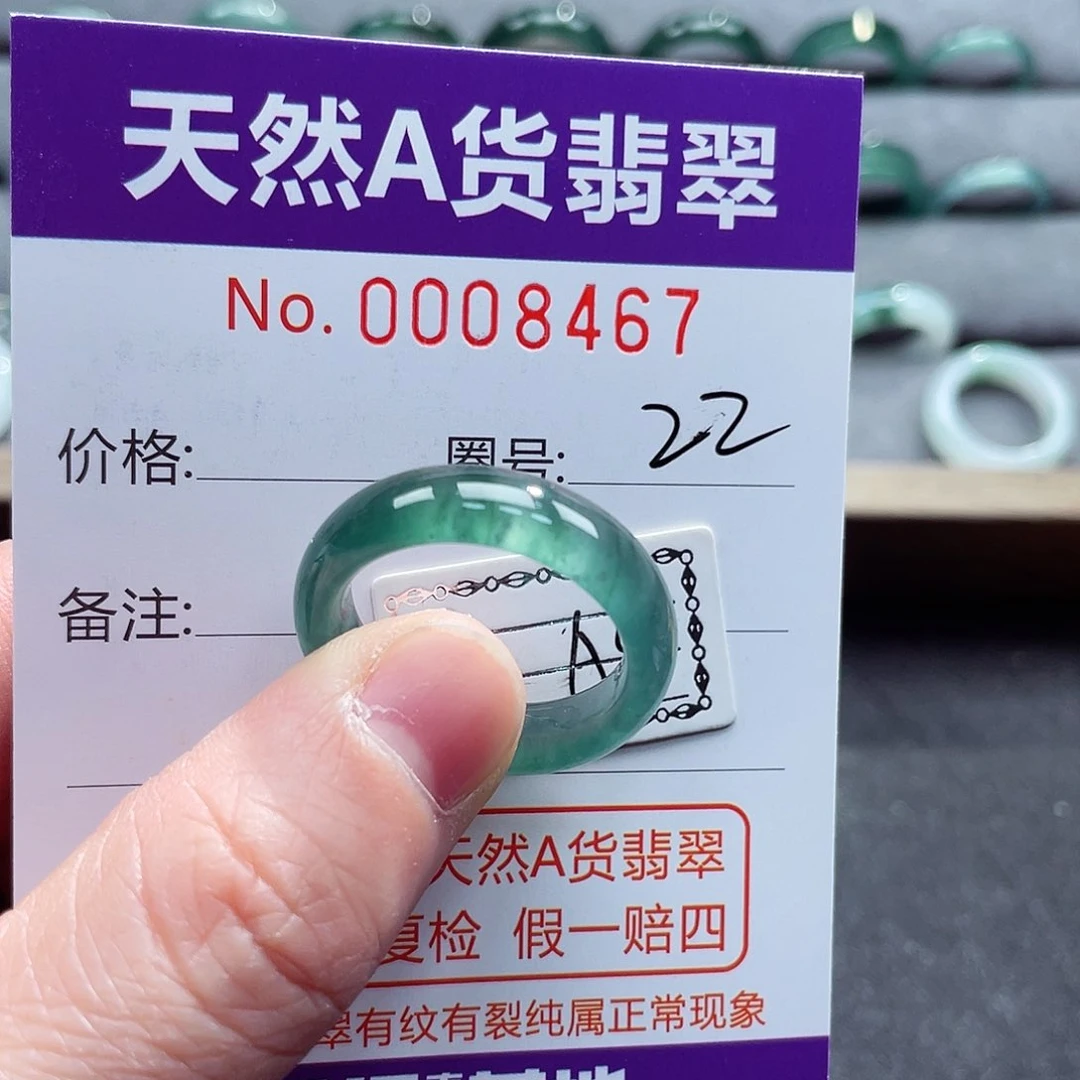 天然A货翡翠
No. 0008467
价格:
圈号: 22
备注:
A
天然A货翡翠
复检 假一赔四
翠有纹有裂纯属正常现象